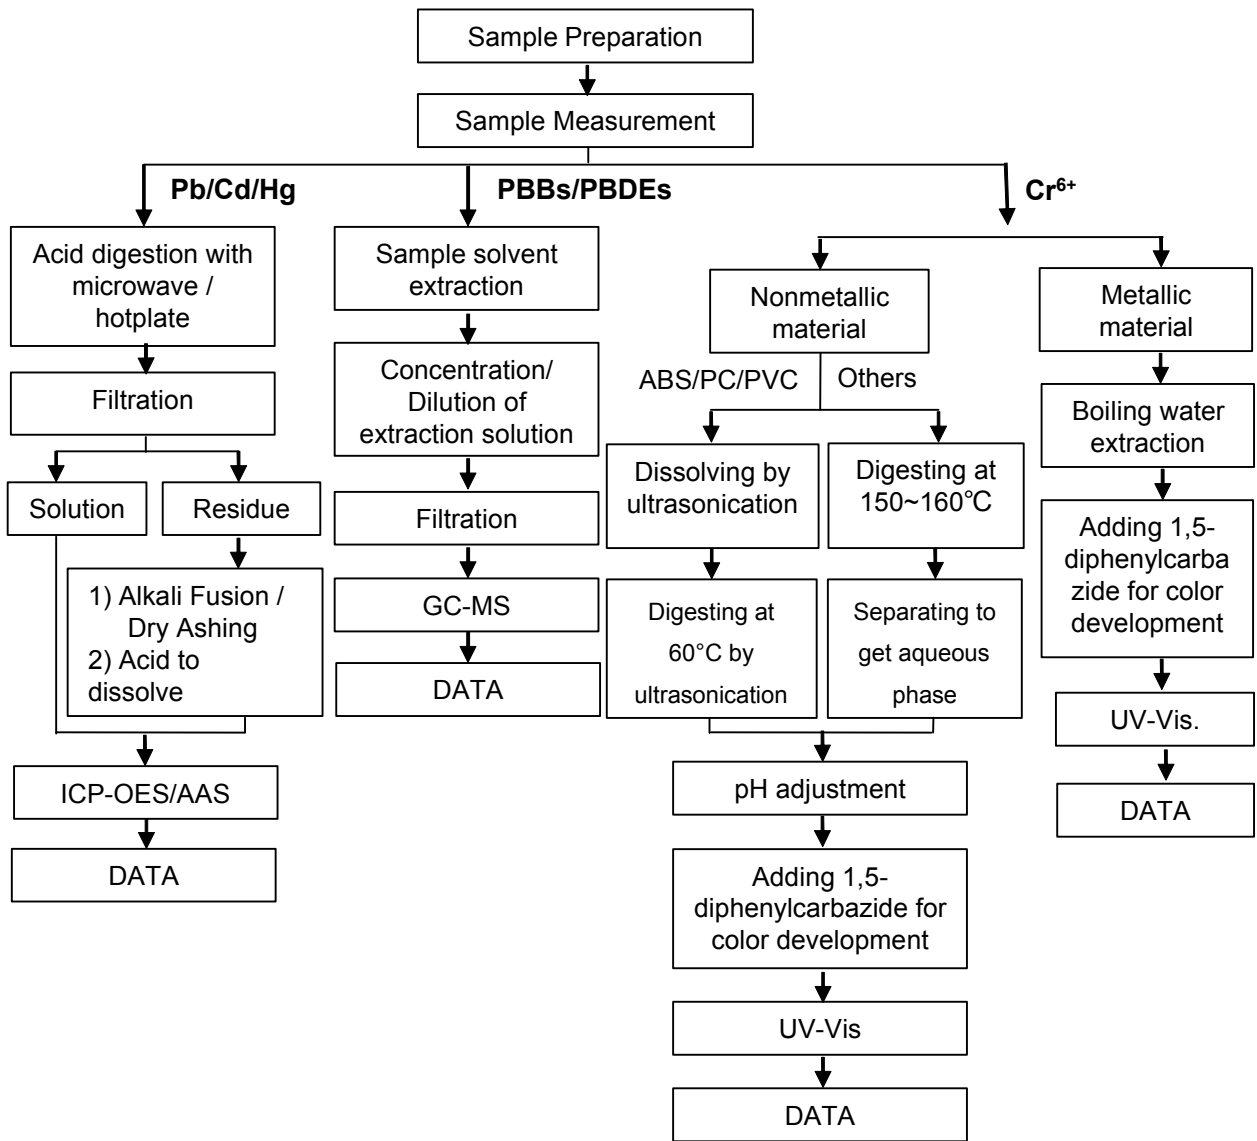 Sample Preparation
Sample Measurement
Pb/Cd/Hg
PBBs/PBDEs
Cr⁶⁺
Acid digestion with
microwave /
hotplate
Filtration
Solution
Residue
1) Alkali Fusion /
Dry Ashing
2) Acid to
dissolve
ICP-OES/AAS
DATA
Sample solvent
extraction
Concentration/
Dilution of
extraction solution
Filtration
GC-MS
DATA
Nonmetallic
material
ABS/PC/PVC
Others
Dissolving by
ultrasonication
Digesting at
60°C by
ultrasonication
Digesting at
150~160℃
Separating to
get aqueous
phase
pH adjustment
Adding 1,5-
diphenylcarbazide for
color development
UV-Vis
DATA
Metallic
material
Boiling water
extraction
Adding 1,5-
diphenylcarba
zide for color
development
UV-Vis.
DATA